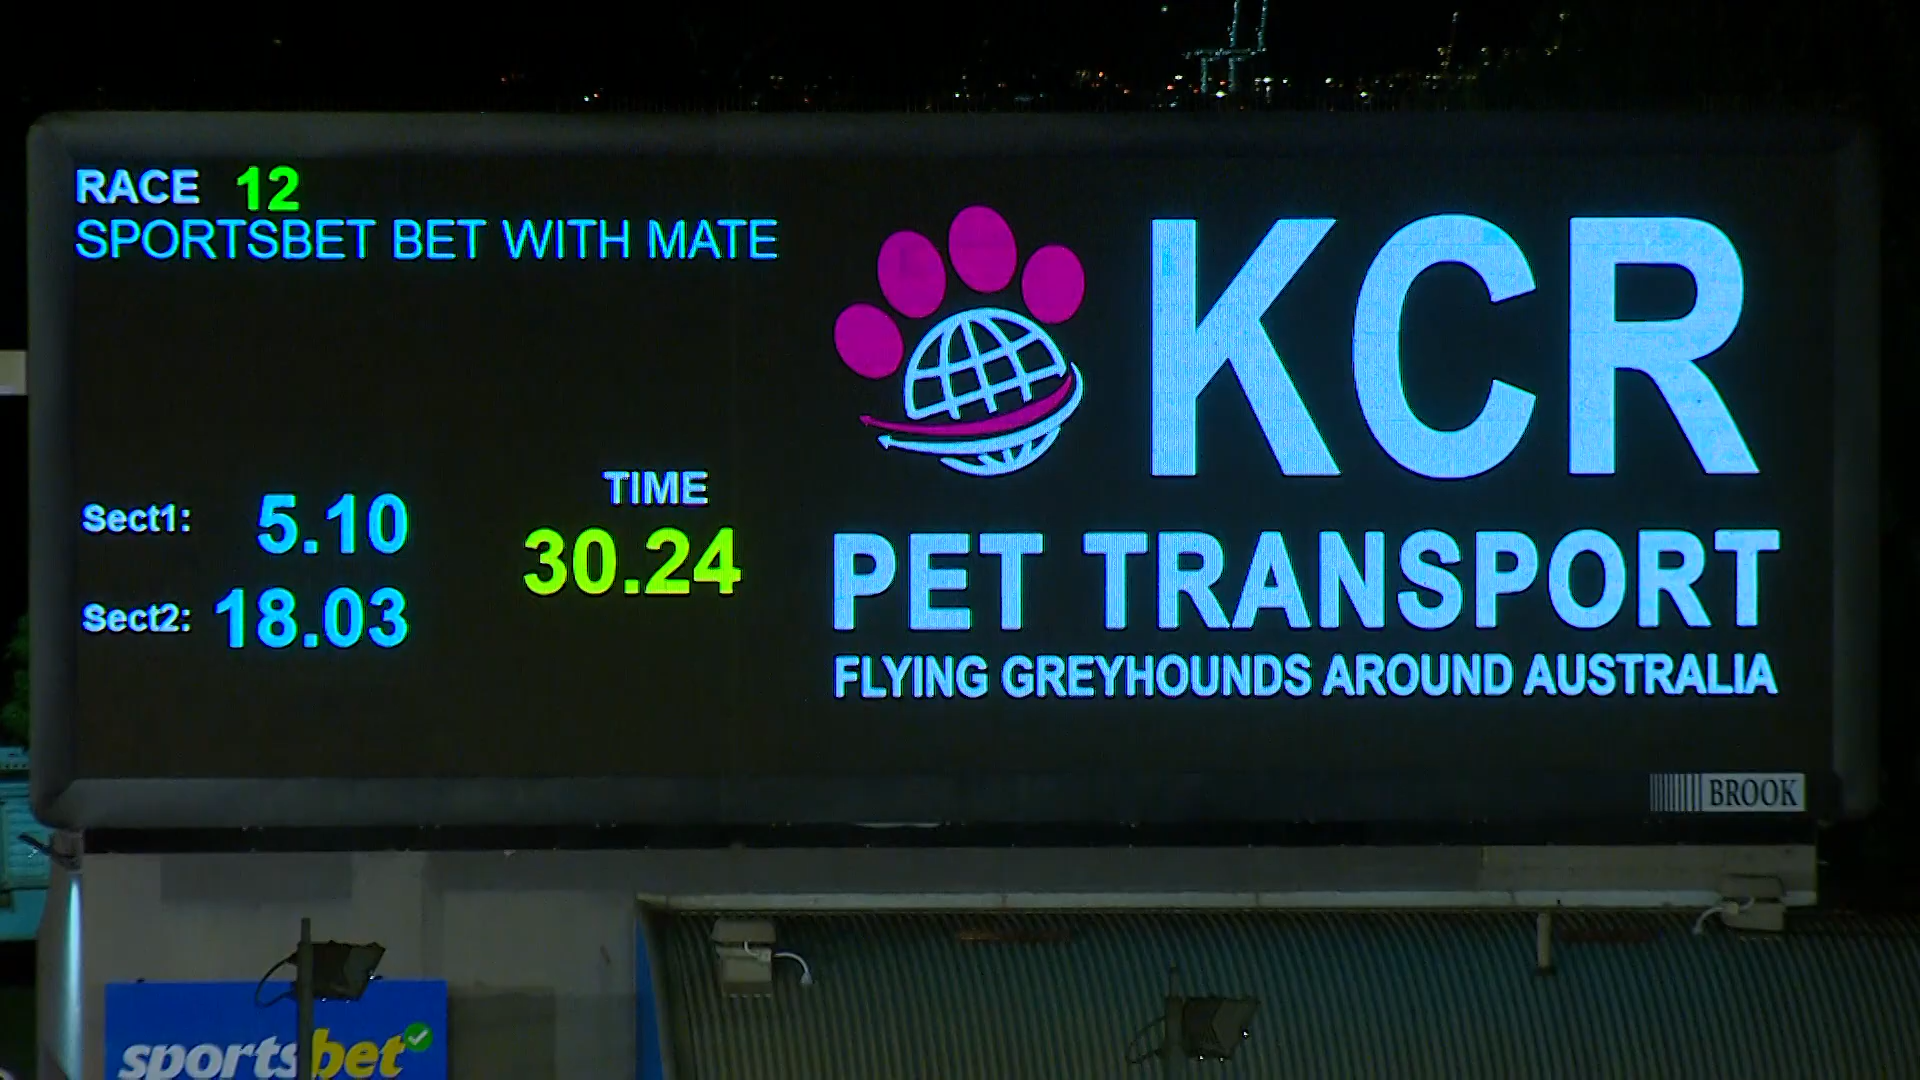 RACE 12
SPORTSBET BET WITH MATE
Sect1: 5.10
Sect2: 18.03
TIME
30.24
KCR
PET TRANSPORT
FLYING GREYHOUNDS AROUND AUSTRALIA
BROOK
sportsbet